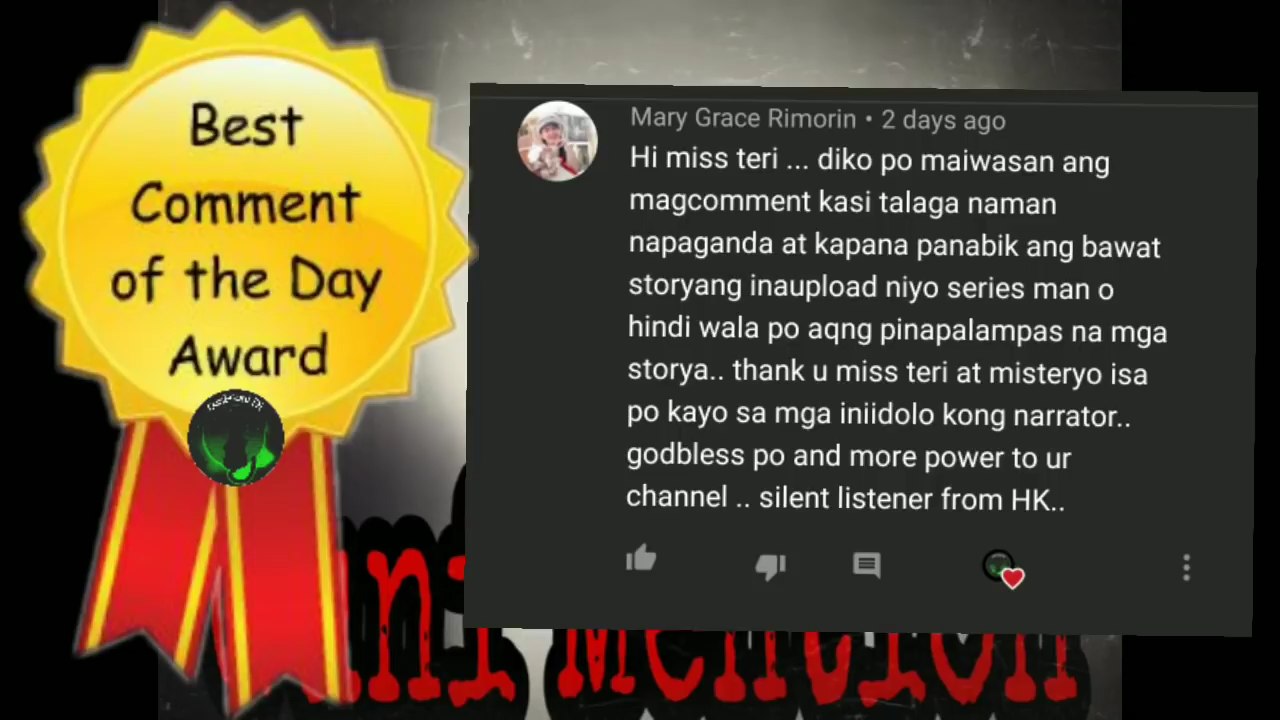 Best
Comment
of the Day
Award
Mary Grace Rimorin • 2 days ago
Hi miss teri ... diko po maiwasan ang
magcomment kasi talaga naman
napaganda at kapana panabik ang bawat
storyang inaupload niyo series man o
hindi wala po aqng pinapalampas na mga
storya.. thank u miss teri at misteryo isa
po kayo sa mga iniidolo kong narrator..
godbless po and more power to ur
channel .. silent listener from HK..